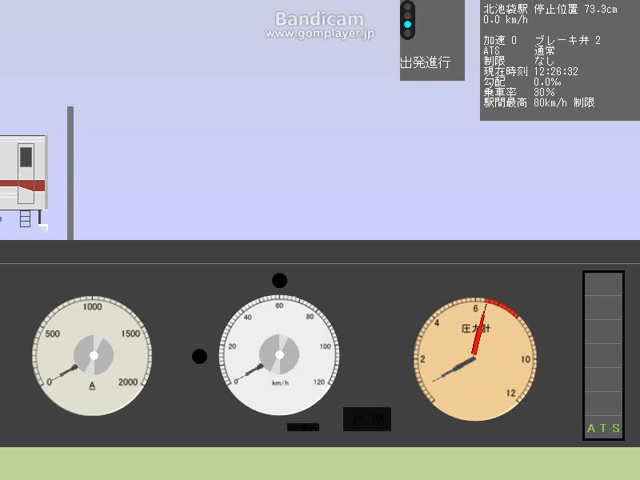 Bandicam
www.gomplayer.jp
出発進行
北池袋駅 停止位置 73.3cm
0.0 km/h
加速 0 ブレーキ弁 2
ATS 通常
制限 なし
現在時刻 12:26:32
勾配 0.0‰
乗車率 30%
駅間最高 80km/h 制限
0
500
1000
1500
2000
A
0
20
40
60
80
100
120
km/h
2
4
6
圧力計
10
12
ATS